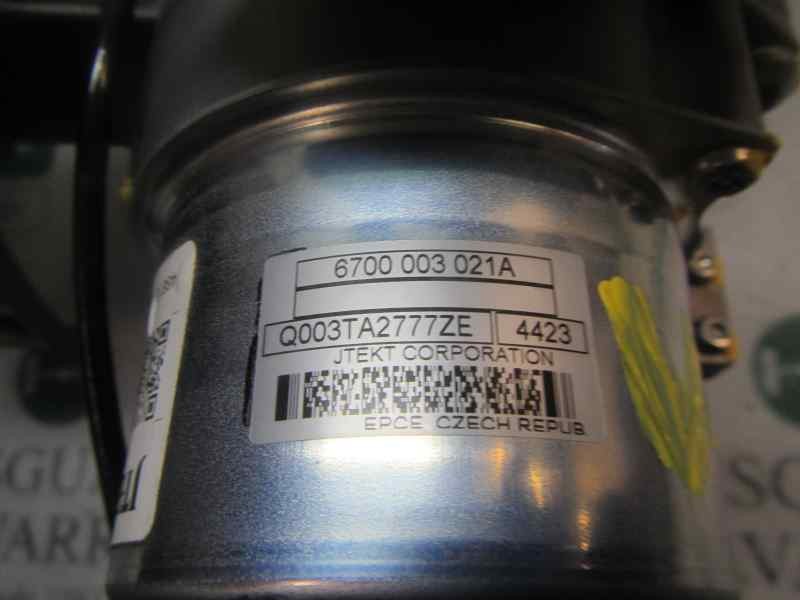 6700 003 021A
Q003TA2777ZE 4423
JTEKT CORPORATION
EPCE CZECH REPUB.